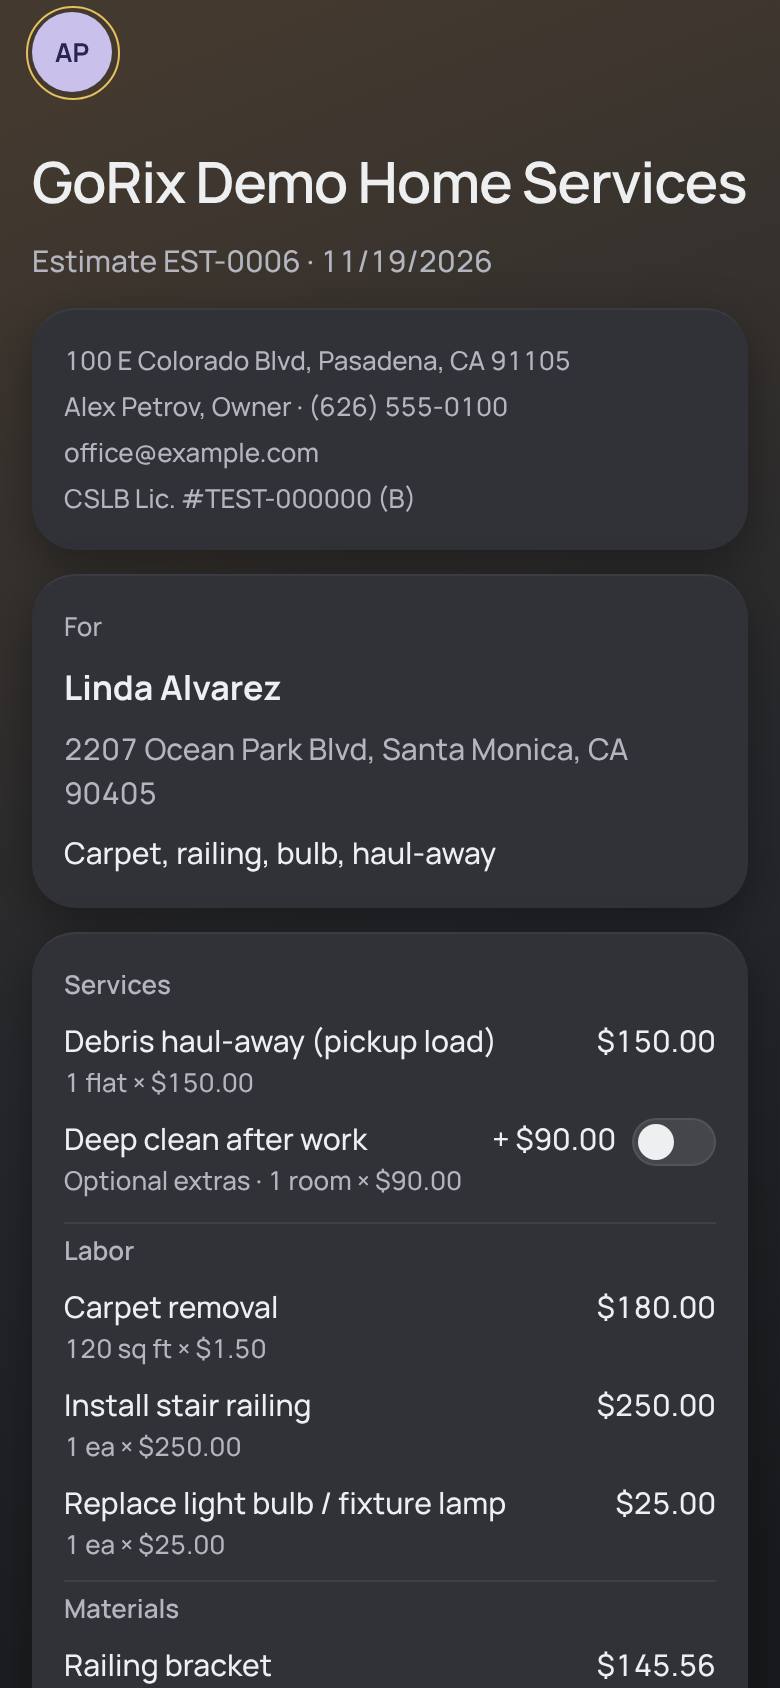 AP
GoRix Demo Home Services
Estimate EST-0006 · 11/19/2026
100 E Colorado Blvd, Pasadena, CA 91105
Alex Petrov, Owner · (626) 555-0100
office@example.com
CSLB Lic. #TEST-000000 (B)
For
Linda Alvarez
2207 Ocean Park Blvd, Santa Monica, CA
90405
Carpet, railing, bulb, haul-away
Services
Debris haul-away (pickup load) $150.00
1 flat × $150.00
Deep clean after work + $90.00
Optional extras · 1 room × $90.00
Labor
Carpet removal $180.00
120 sq ft × $1.50
Install stair railing $250.00
1 ea × $250.00
Replace light bulb / fixture lamp $25.00
1 ea × $25.00
Materials
Railing bracket $145.56